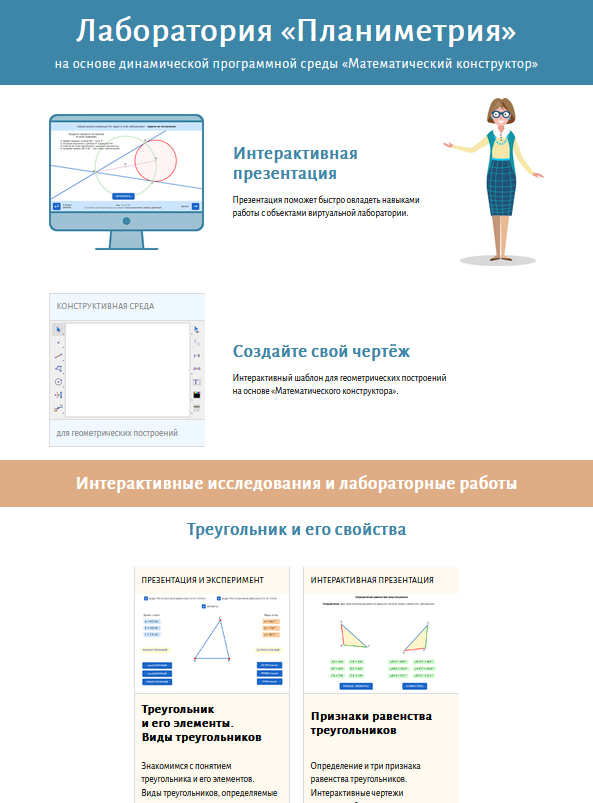 Лаборатория «Планиметрия»
на основе динамической программной среды «Математический конструктор»
Интерактивная
презентация
Презентация поможет быстро овладеть навыками
работы с объектами виртуальной лаборатории.
КОНСТРУКТИВНАЯ СРЕДА
Создайте свой чертёж
Интерактивный шаблон для геометрических построений
на основе «Математического конструктора».
для геометрических построений
Интерактивные исследования и лабораторные работы
Треугольник и его свойства
ПРЕЗЕНТАЦИЯ И ЭКСПЕРИМЕНТ
Треугольник
и его элементы.
Виды треугольников
Знакомимся с понятием
треугольника и его элементов.
Виды треугольников, определяемые
ИНТЕРАКТИВНАЯ ПРЕЗЕНТАЦИЯ
Признаки равенства
треугольников
Определение и три признака
равенства треугольников.
Интерактивные чертежи